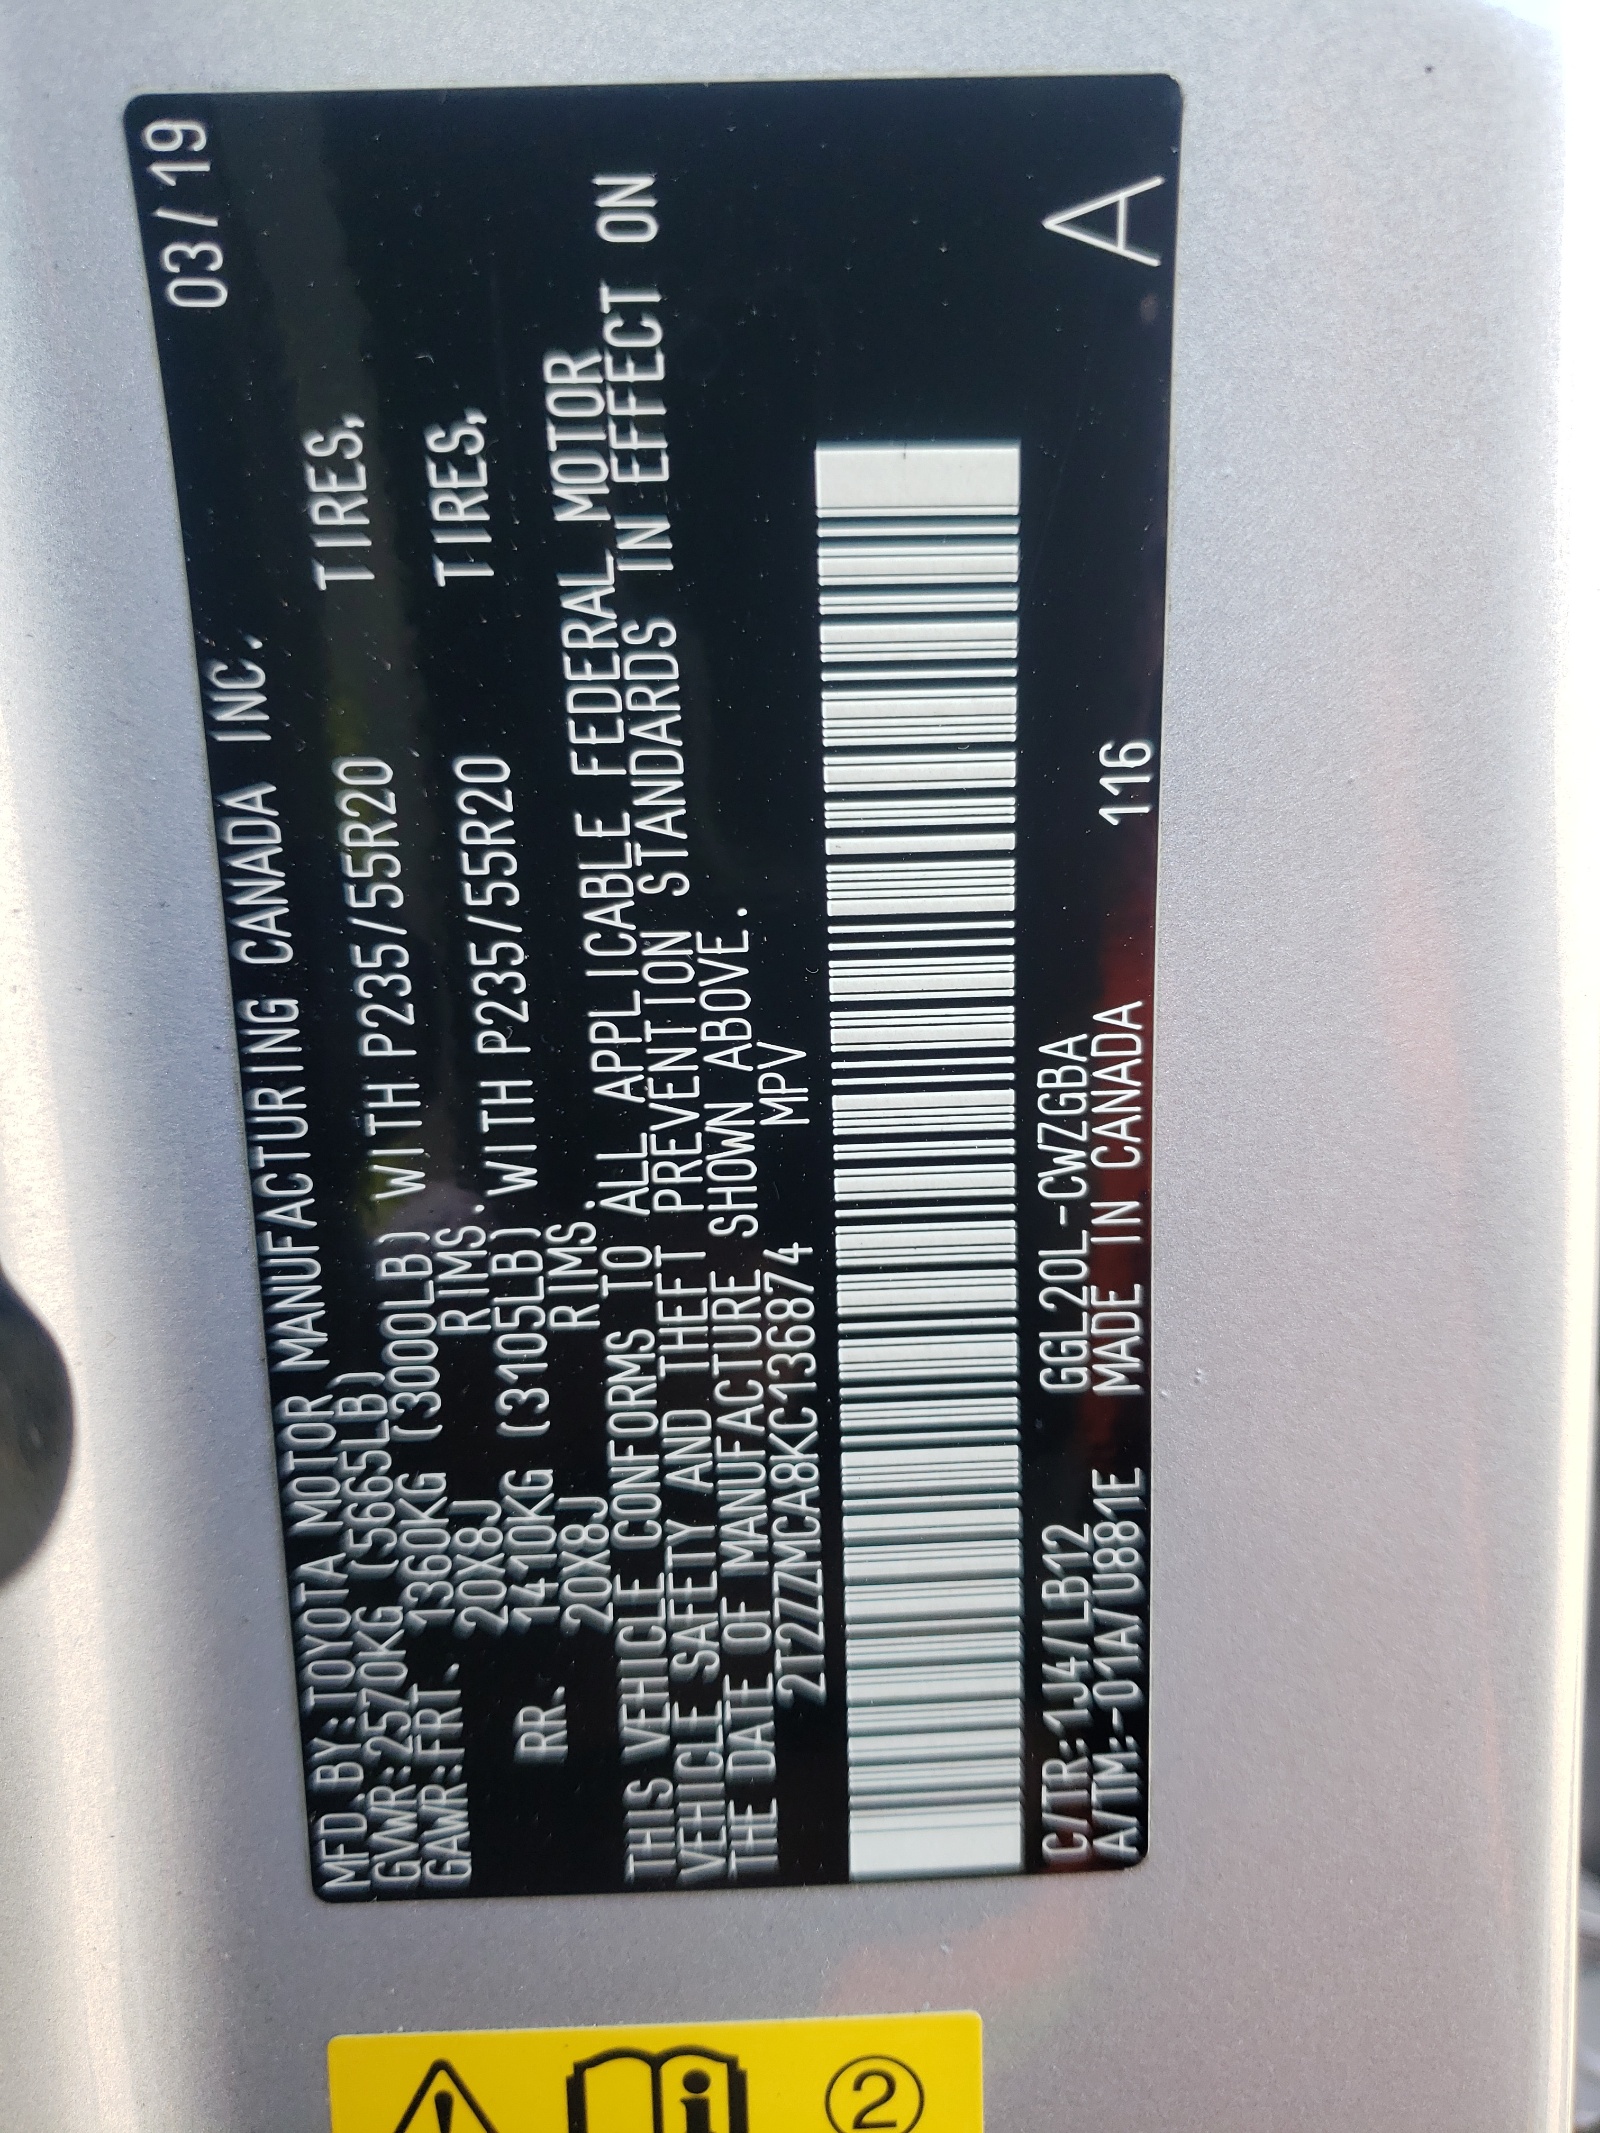 MFD.BY:TOYOTA MOTOR MANUFACTURING CANADA INC. 03/19
GVWR:2570KG (5665LB)
GAWR:FRT. 1360KG (3000LB) WITH P235/55R20 TIRES,
20X8J RIMS.
RR. 1410KG (3105LB) WITH P235/55R20 TIRES,
20X8J RIMS.
THIS VEHICLE CONFORMS TO ALL APPLICABLE FEDERAL MOTOR
VEHICLE SAFETY AND THEFT PREVENTION STANDARDS IN EFFECT ON
THE DATE OF MANUFACTURE SHOWN ABOVE.
2T2ZZMCA8KC136874 MPV
C/TR:1J4/LB12 GGL20L-CWZGBA
A/TM:-01A/U881E MADE IN CANADA 116 A
2